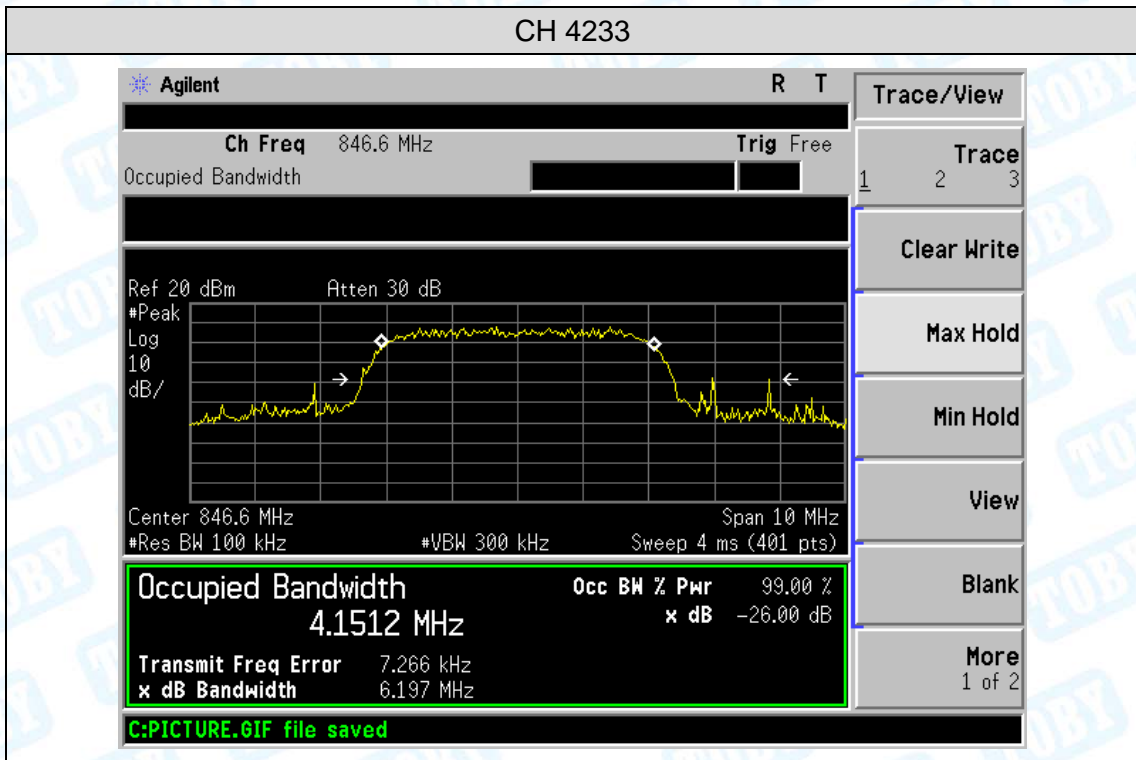 CH 4233
Agilent R T
Trace/View
Ch Freq 846.6 MHz Trig Free
Occupied Bandwidth
Trace
1 2 3
Clear Write
Max Hold
Min Hold
View
Blank
More
1 of 2
Ref 20 dBm Atten 30 dB
#Peak
Log
10
dB/
Center 846.6 MHz Span 10 MHz
#Res BW 100 kHz #VBW 300 kHz Sweep 4 ms (401 pts)
Occupied Bandwidth Occ BW % Pwr 99.00 %
4.1512 MHz x dB -26.00 dB
Transmit Freq Error 7.266 kHz
x dB Bandwidth 6.197 MHz
C:PICTURE.GIF file saved
TOBY